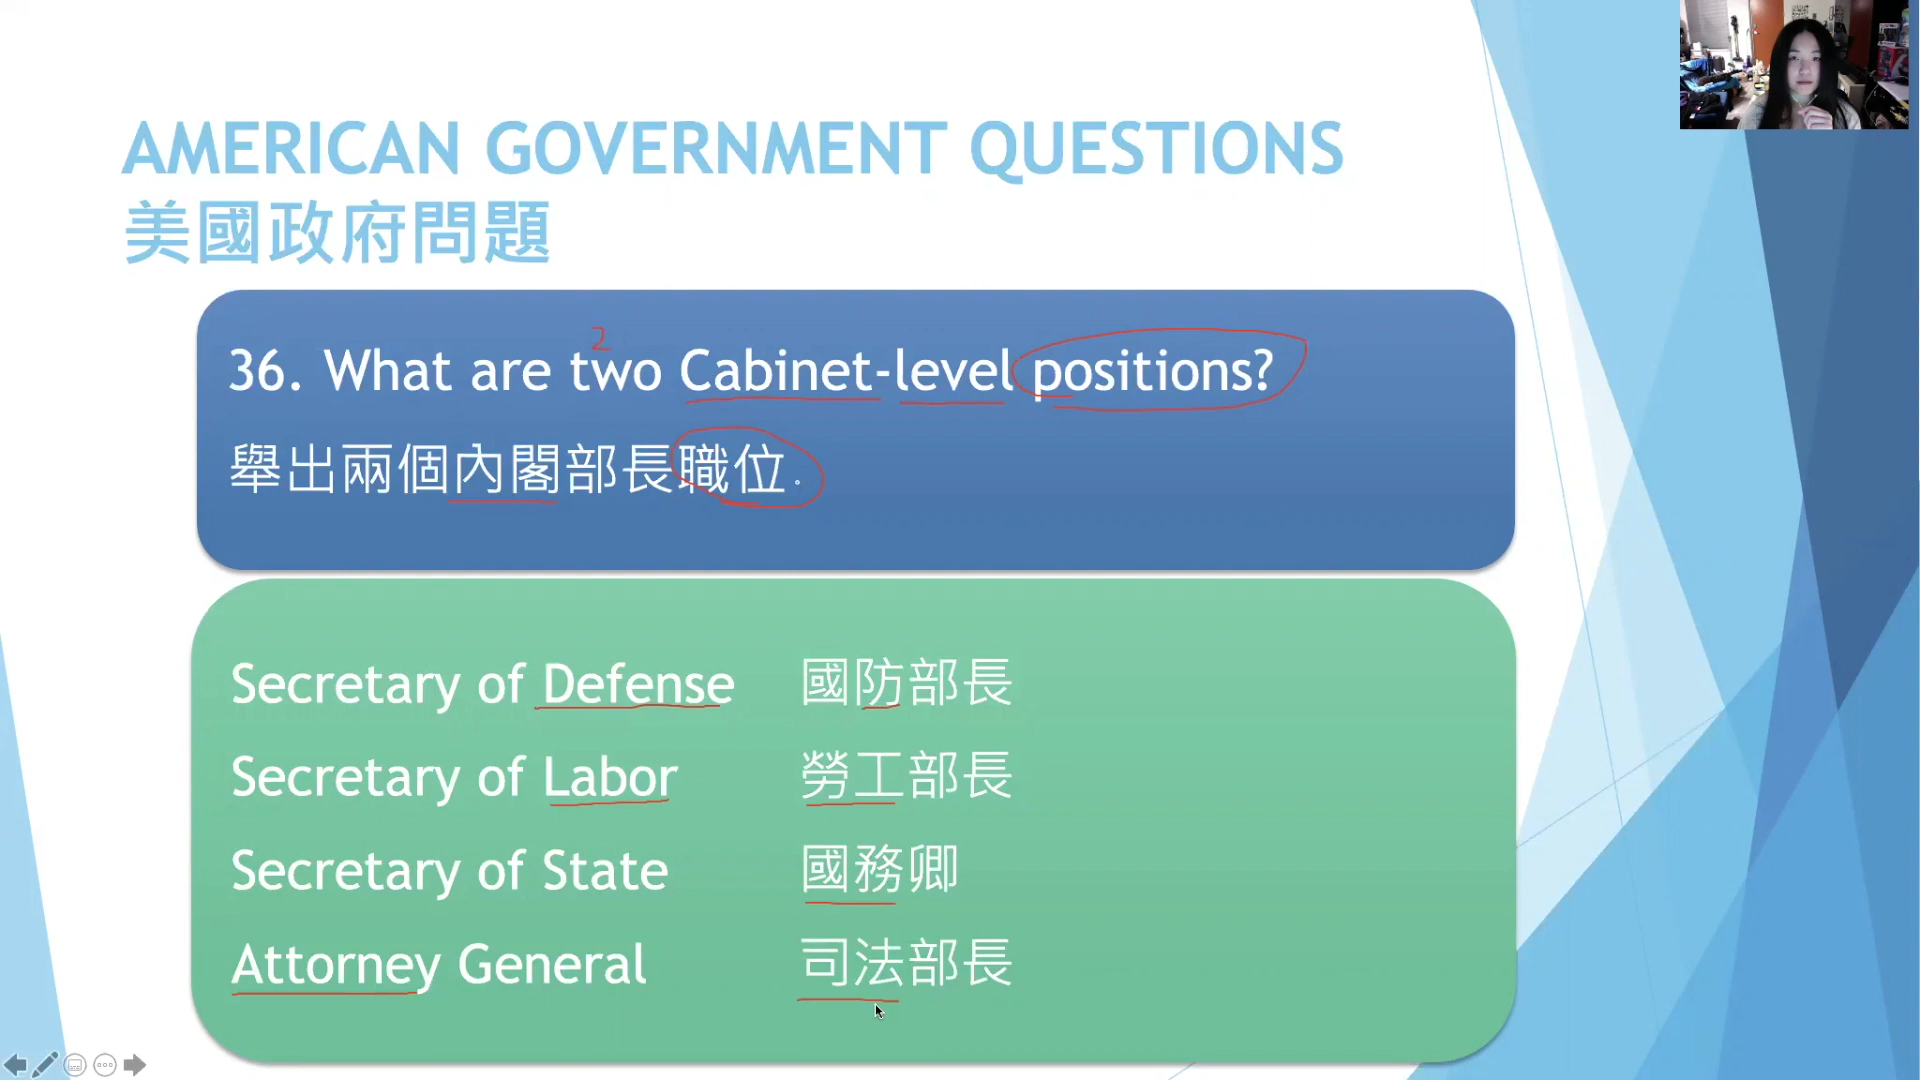 AMERICAN GOVERNMENT QUESTIONS
美國政府問題
2
36. What are two Cabinet-level positions?
舉出兩個內閣部長職位。
Secretary of Defense 國防部長
Secretary of Labor 勞工部長
Secretary of State 國務卿
Attorney General 司法部長